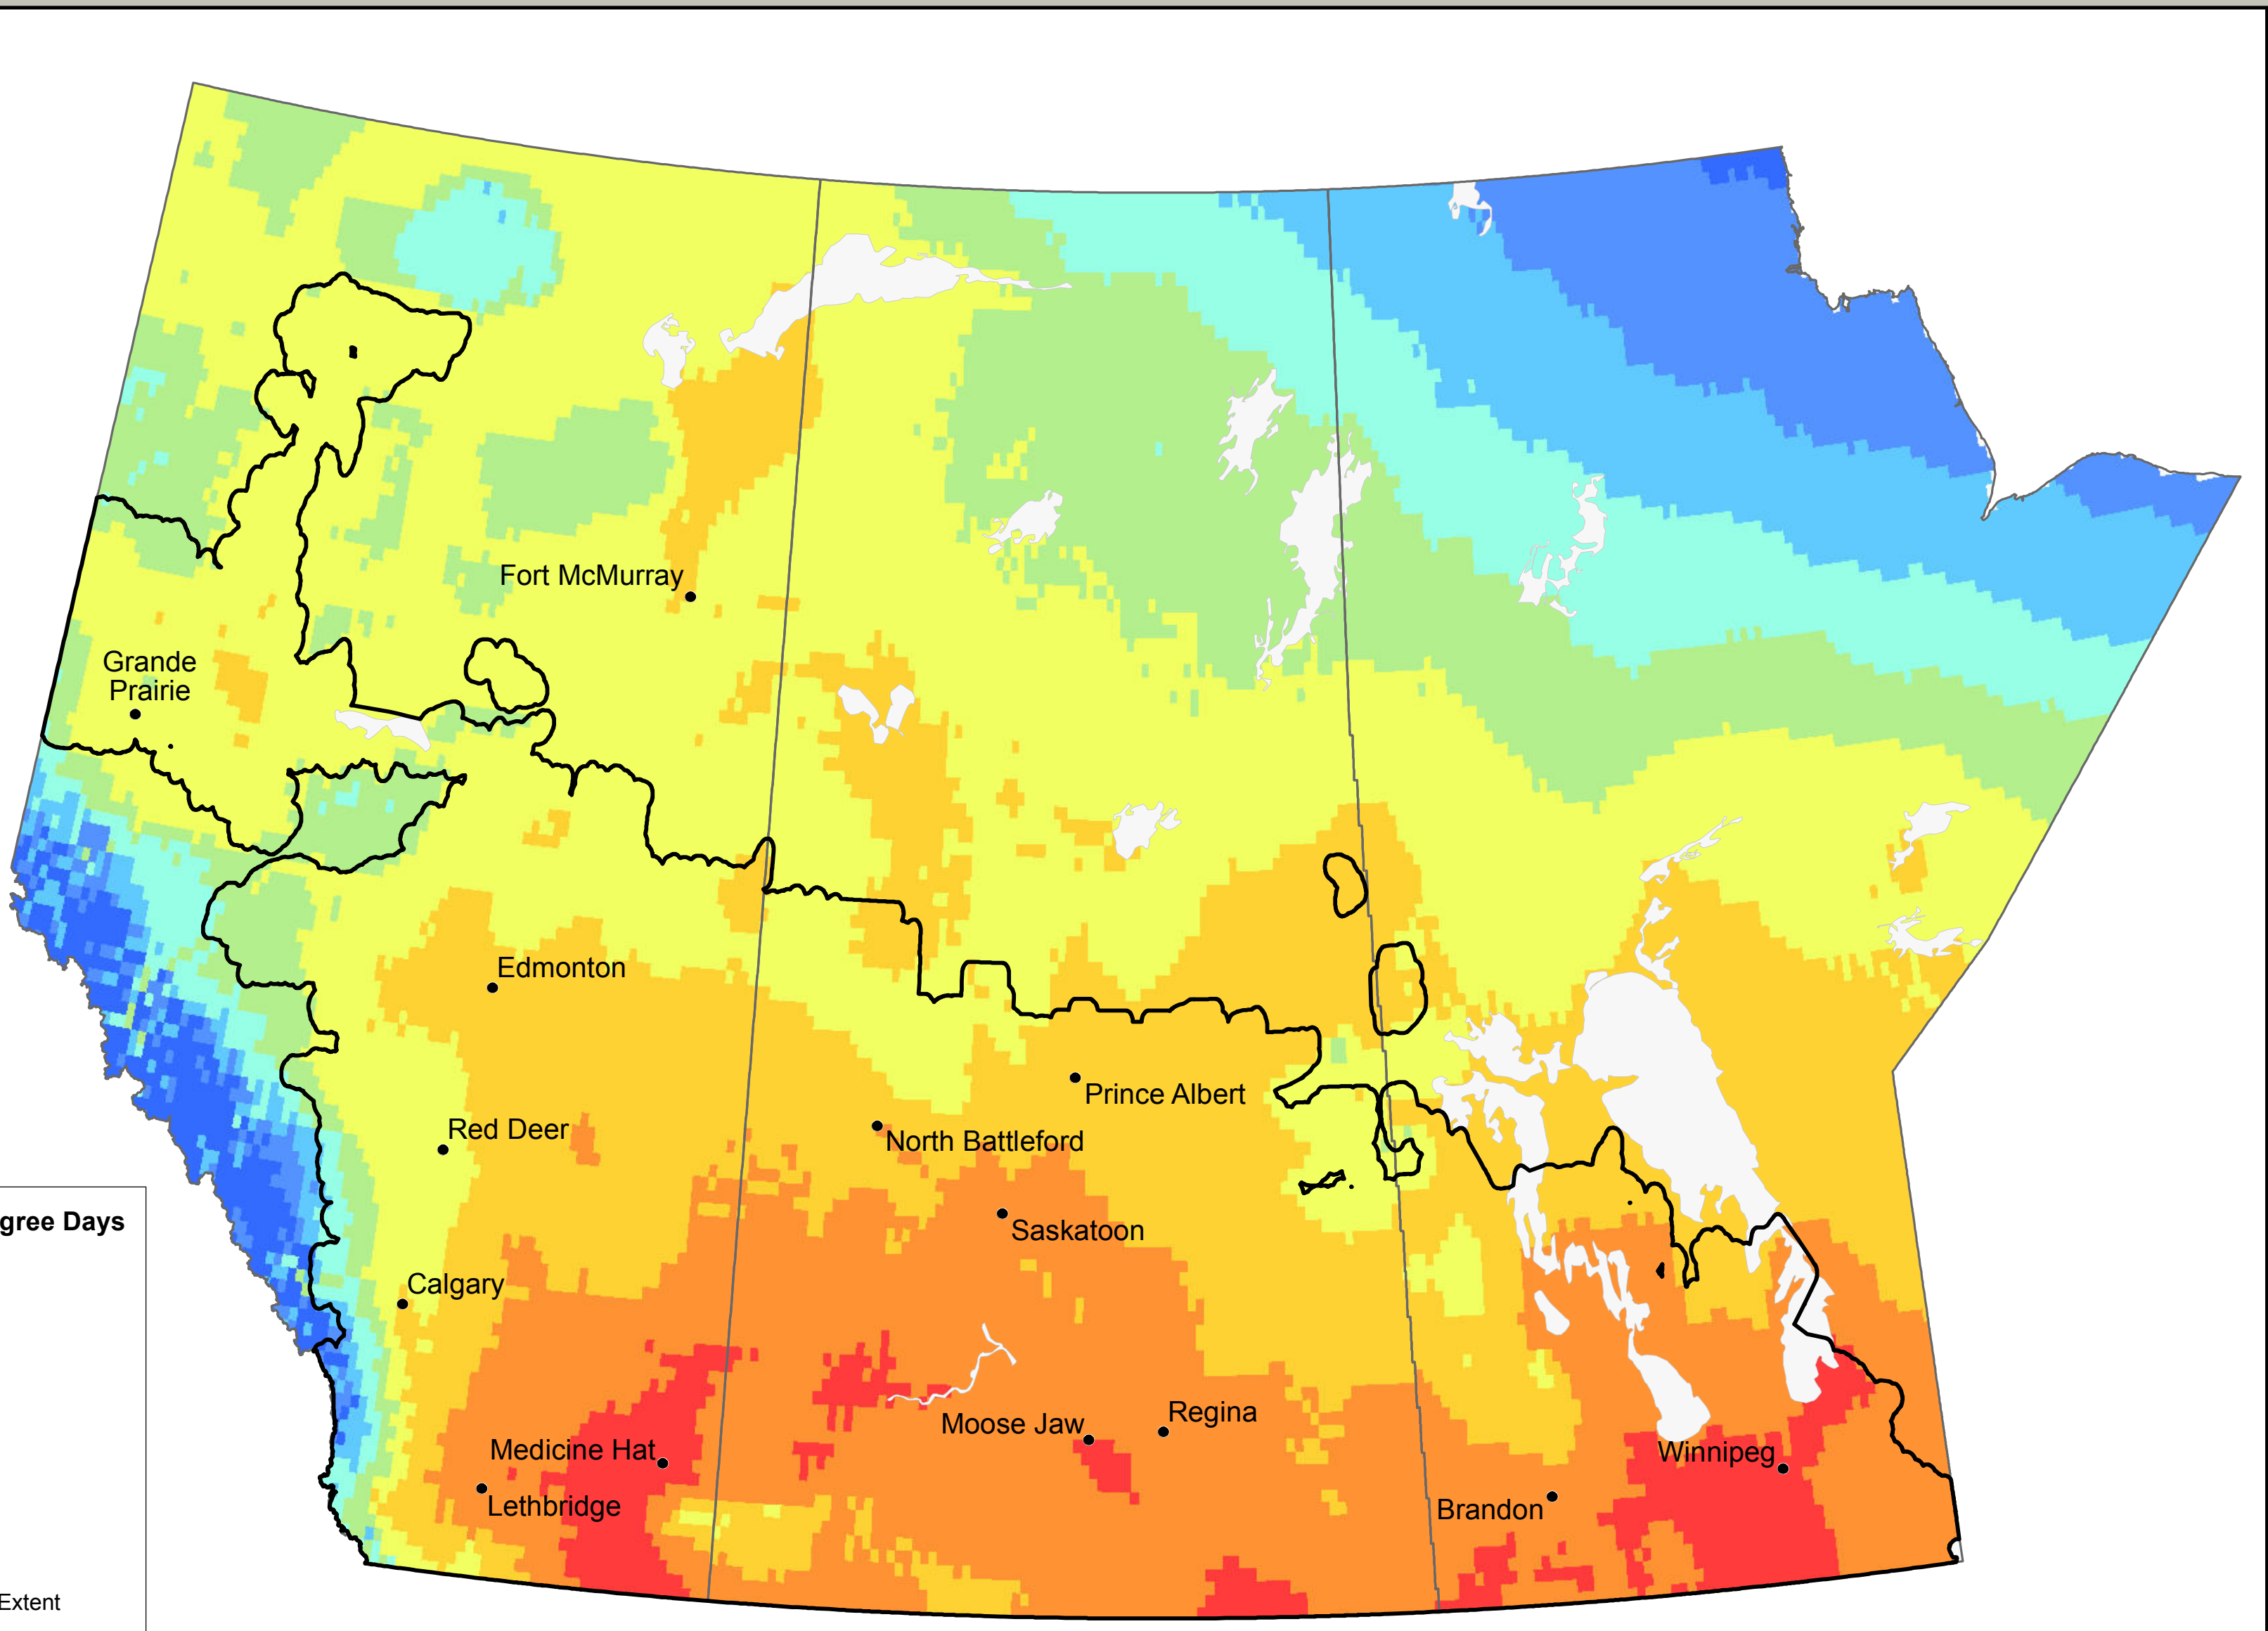 Fort McMurray
Grande
Prairie
Edmonton
Prince Albert
Red Deer
North Battleford
gree Days
Saskatoon
Calgary
Moose Jaw
Regina
Medicine Hat
Winnipeg
Lethbridge
Brandon
Extent